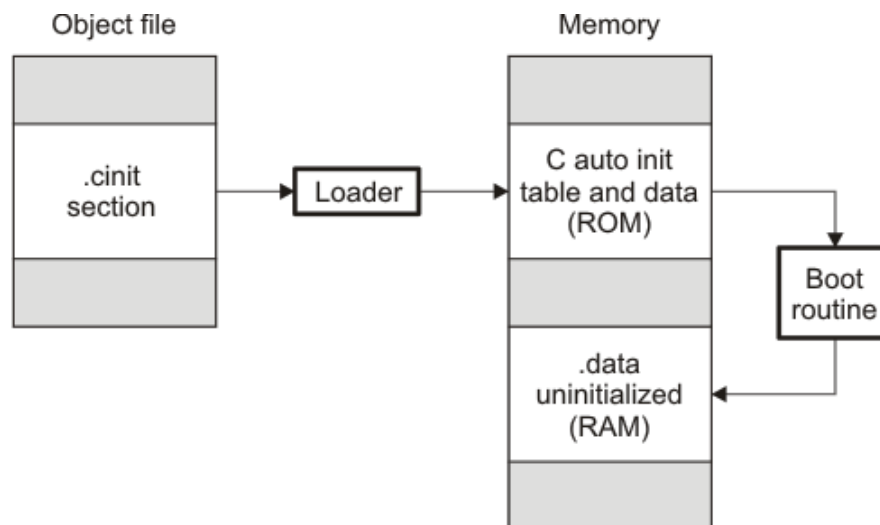 Object file
Memory
.cinit
section
Loader
C auto init
table and data
(ROM)
Boot
routine
.data
uninitialized
(RAM)